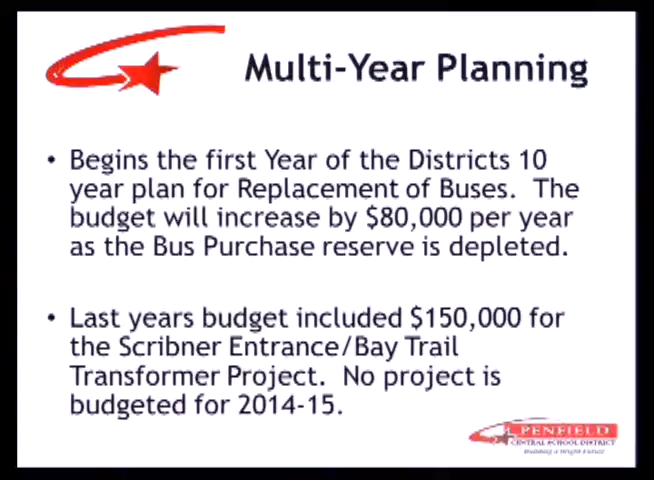 Multi-Year Planning
• Begins the first Year of the Districts 10
year plan for Replacement of Buses. The
budget will increase by $80,000 per year
as the Bus Purchase reserve is depleted.
• Last years budget included $150,000 for
the Scribner Entrance/Bay Trail
Transformer Project. No project is
budgeted for 2014-15.
PENFIELD
CENTRAL SCHOOL DISTRICT
Building a Bright Future